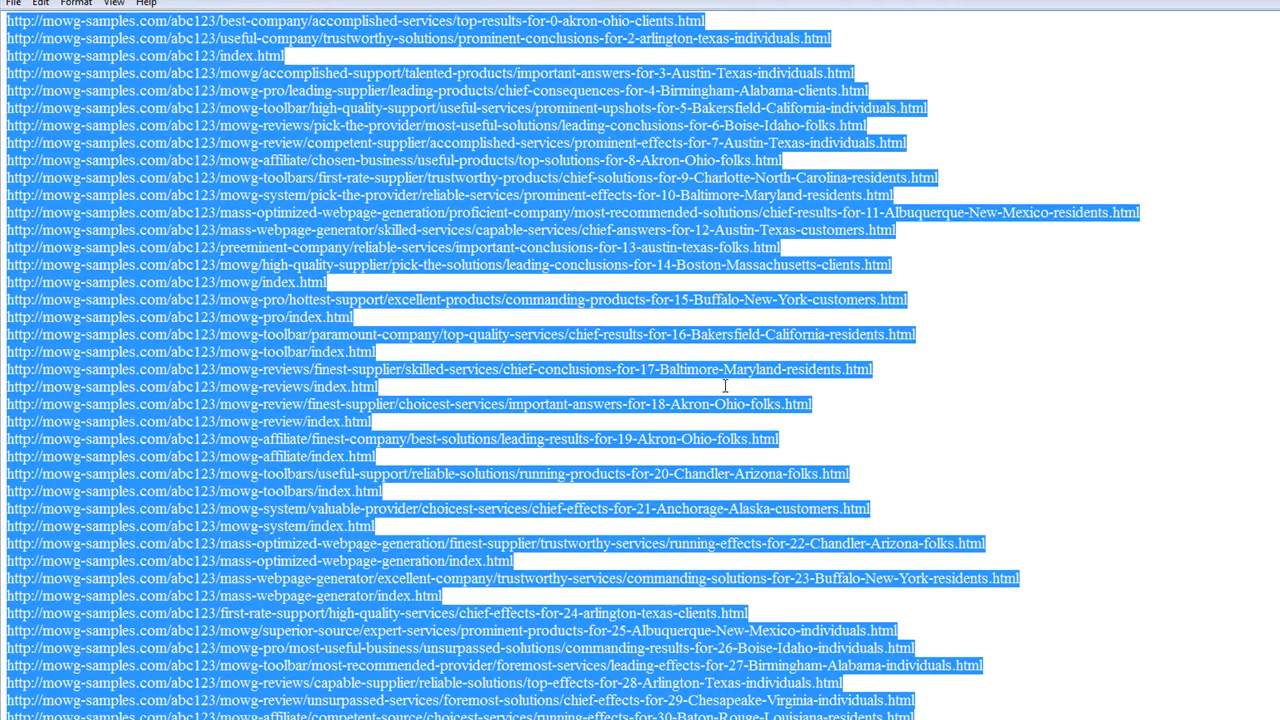 File Edit Format View Help
http://mowg-samples.com/abc123/best-company/accomplished-services/top-results-for-0-akron-ohio-clients.html
http://mowg-samples.com/abc123/useful-company/trustworthy-solutions/prominent-conclusions-for-2-arlington-texas-individuals.html
http://mowg-samples.com/abc123/index.html
http://mowg-samples.com/abc123/mowg/accomplished-support/talented-products/important-answers-for-3-Austin-Texas-individuals.html
http://mowg-samples.com/abc123/mowg-pro/leading-supplier/leading-products/chief-consequences-for-4-Birmingham-Alabama-clients.html
http://mowg-samples.com/abc123/mowg-toolbar/high-quality-support/useful-services/prominent-upshots-for-5-Bakersfield-California-individuals.html
http://mowg-samples.com/abc123/mowg-reviews/pick-the-provider/most-useful-solutions/leading-conclusions-for-6-Boise-Idaho-folks.html
http://mowg-samples.com/abc123/mowg-review/competent-supplier/accomplished-services/prominent-effects-for-7-Austin-Texas-individuals.html
http://mowg-samples.com/abc123/mowg-affiliate/chosen-business/useful-products/top-solutions-for-8-Akron-Ohio-folks.html
http://mowg-samples.com/abc123/mowg-toolbars/first-rate-supplier/trustworthy-products/chief-solutions-for-9-Charlotte-North-Carolina-residents.html
http://mowg-samples.com/abc123/mowg-system/pick-the-provider/reliable-services/prominent-effects-for-10-Baltimore-Maryland-residents.html
http://mowg-samples.com/abc123/mass-optimized-webpage-generation/proficient-company/most-recommended-solutions/chief-results-for-11-Albuquerque-New-Mexico-residents.html
http://mowg-samples.com/abc123/mass-webpage-generator/skilled-services/capable-services/chief-answers-for-12-Austin-Texas-customers.html
http://mowg-samples.com/abc123/preeminent-company/reliable-services/important-conclusions-for-13-austin-texas-folks.html
http://mowg-samples.com/abc123/mowg/high-quality-supplier/pick-the-solutions/leading-conclusions-for-14-Boston-Massachusetts-clients.html
http://mowg-samples.com/abc123/mowg/index.html
http://mowg-samples.com/abc123/mowg-pro/hottest-support/excellent-products/commanding-products-for-15-Buffalo-New-York-customers.html
http://mowg-samples.com/abc123/mowg-pro/index.html
http://mowg-samples.com/abc123/mowg-toolbar/paramount-company/top-quality-services/chief-results-for-16-Bakersfield-California-residents.html
http://mowg-samples.com/abc123/mowg-toolbar/index.html
http://mowg-samples.com/abc123/mowg-reviews/finest-supplier/skilled-services/chief-conclusions-for-17-Baltimore-Maryland-residents.html
http://mowg-samples.com/abc123/mowg-reviews/index.html
http://mowg-samples.com/abc123/mowg-review/finest-supplier/choicest-services/important-answers-for-18-Akron-Ohio-folks.html
http://mowg-samples.com/abc123/mowg-review/index.html
http://mowg-samples.com/abc123/mowg-affiliate/finest-company/best-solutions/leading-results-for-19-Akron-Ohio-folks.html
http://mowg-samples.com/abc123/mowg-affiliate/index.html
http://mowg-samples.com/abc123/mowg-toolbars/useful-support/reliable-solutions/running-products-for-20-Chandler-Arizona-folks.html
http://mowg-samples.com/abc123/mowg-toolbars/index.html
http://mowg-samples.com/abc123/mowg-system/valuable-provider/choicest-services/chief-effects-for-21-Anchorage-Alaska-customers.html
http://mowg-samples.com/abc123/mowg-system/index.html
http://mowg-samples.com/abc123/mass-optimized-webpage-generation/finest-supplier/trustworthy-services/running-effects-for-22-Chandler-Arizona-folks.html
http://mowg-samples.com/abc123/mass-optimized-webpage-generation/index.html
http://mowg-samples.com/abc123/mass-webpage-generator/excellent-company/trustworthy-services/commanding-solutions-for-23-Buffalo-New-York-residents.html
http://mowg-samples.com/abc123/mass-webpage-generator/index.html
http://mowg-samples.com/abc123/first-rate-support/high-quality-services/chief-effects-for-24-arlington-texas-clients.html
http://mowg-samples.com/abc123/mowg/superior-source/expert-services/prominent-products-for-25-Albuquerque-New-Mexico-individuals.html
http://mowg-samples.com/abc123/mowg-pro/most-useful-business/unsurpassed-solutions/commanding-results-for-26-Boise-Idaho-individuals.html
http://mowg-samples.com/abc123/mowg-toolbar/most-recommended-provider/foremost-services/leading-effects-for-27-Birmingham-Alabama-individuals.html
http://mowg-samples.com/abc123/mowg-reviews/capable-supplier/reliable-solutions/top-effects-for-28-Arlington-Texas-individuals.html
http://mowg-samples.com/abc123/mowg-review/unsurpassed-services/foremost-solutions/chief-effects-for-29-Chesapeake-Virginia-individuals.html
http://mowg-samples.com/abc123/mowg-affiliate/competent-source/choicest-services/running-effects-for-30-Baton-Rouge-Louisiana-residents.html